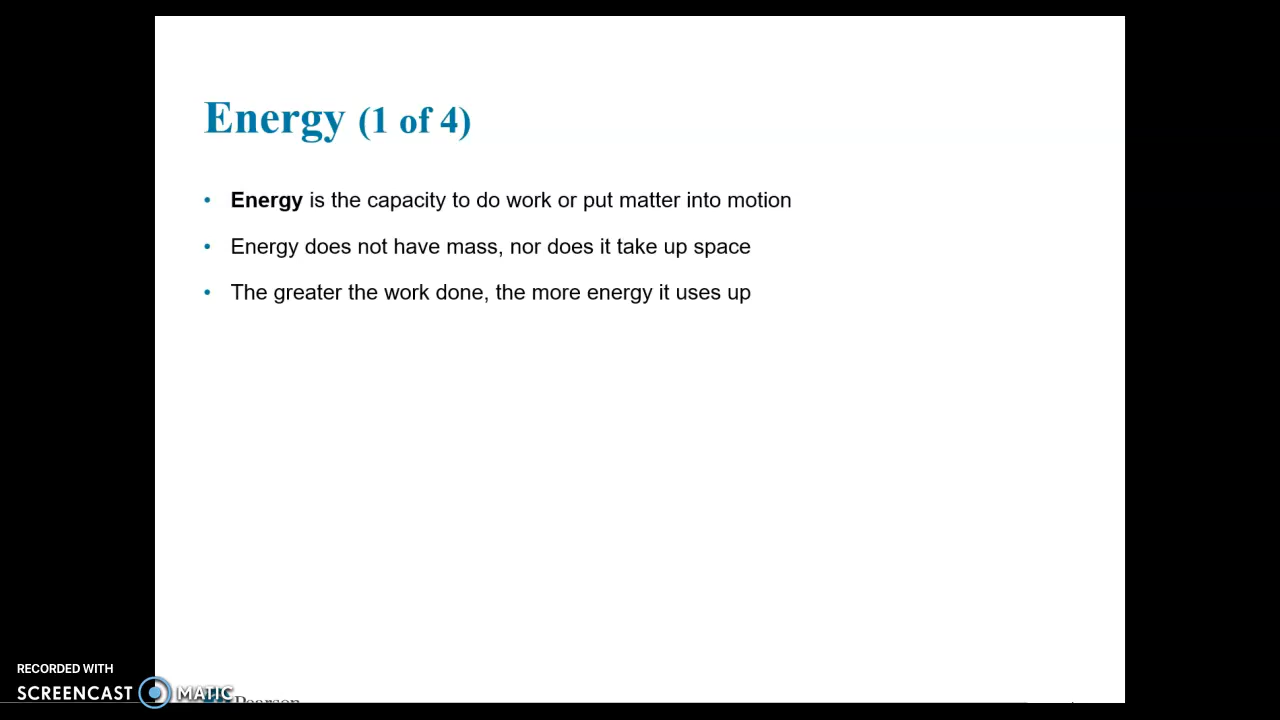 Energy (1 of 4)
• Energy is the capacity to do work or put matter into motion
• Energy does not have mass, nor does it take up space
• The greater the work done, the more energy it uses up
RECORDED WITH
SCREENCAST MATIC
Pearson